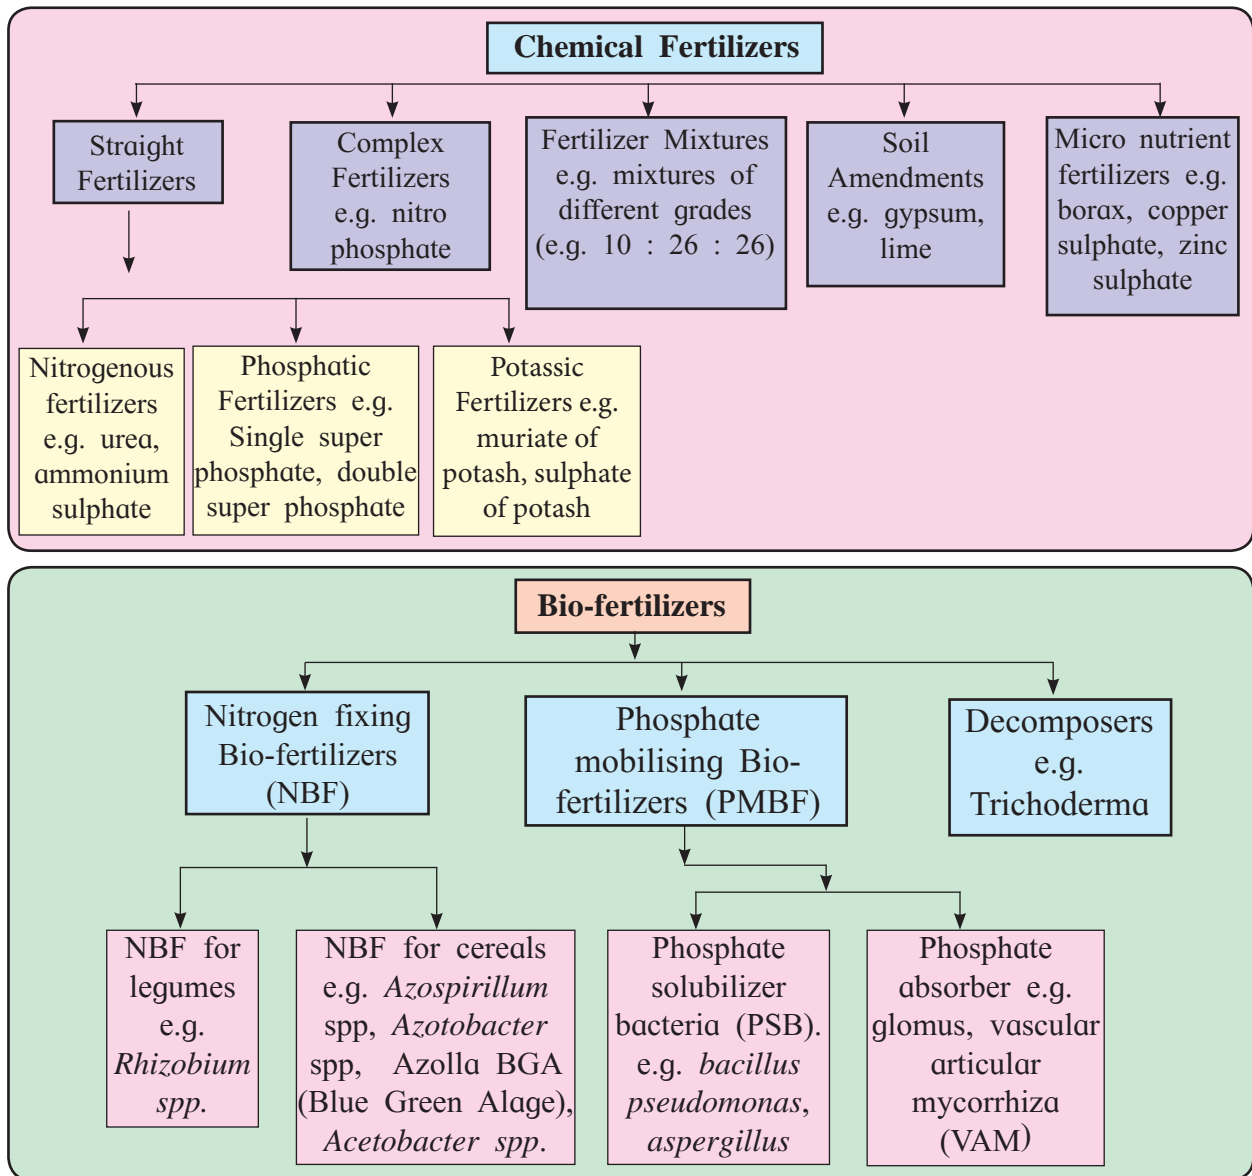 Chemical Fertilizers
Straight
Fertilizers
Complex
Fertilizers
e.g. nitro
phosphate
Fertilizer Mixtures
e.g. mixtures of
different grades
(e.g. 10 : 26 : 26)
Soil
Amendments
e.g. gypsum,
lime
Micro nutrient
fertilizers e.g.
borax, copper
sulphate, zinc
sulphate
Nitrogenous
fertilizers
e.g. urea,
ammonium
sulphate
Phosphatic
Fertilizers e.g.
Single super
phosphate, double
super phosphate
Potassic
Fertilizers e.g.
muriate of
potash, sulphate
of potash
Bio-fertilizers
Nitrogen fixing
Bio-fertilizers
(NBF)
Phosphate
mobilising Bio-
fertilizers (PMBF)
Decomposers
e.g.
Trichoderma
NBF for
legumes
e.g.
Rhizobium
spp.
NBF for cereals
e.g. Azospirillum
spp, Azotobacter
spp, Azolla BGA
(Blue Green Alage),
Acetobacter spp.
Phosphate
solubilizer
bacteria (PSB).
e.g. bacillus
pseudomonas,
aspergillus
Phosphate
absorber e.g.
glomus, vascular
articular
mycorrhiza
(VAM)